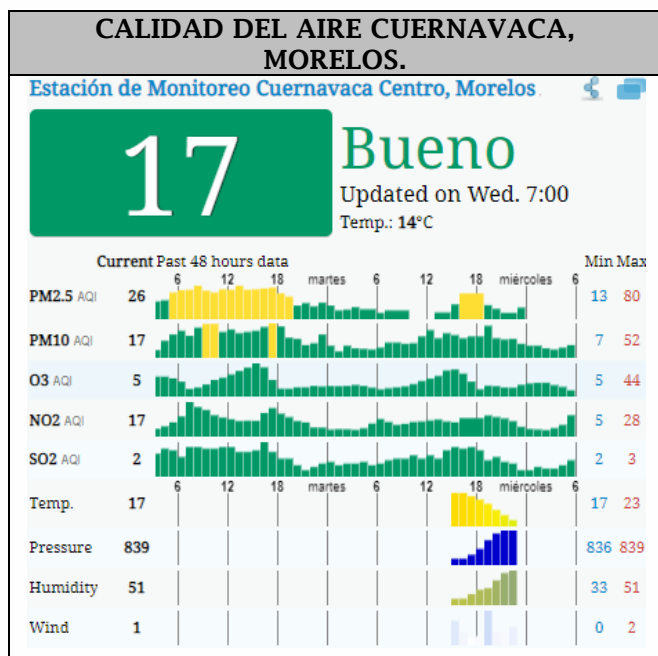 CALIDAD DEL AIRE CUERNAVACA,
MORELOS.
Estación de Monitoreo Cuernavaca Centro, Morelos.
17
Bueno
Updated on Wed. 7:00
Temp.: 14°C
Current Past 48 hours data Min Max
6 12 18 martes 6 12 18 miércoles 6
PM2.5 AQI 26 13 80
PM10 AQI 17 7 52
O3 AQI 5 5 44
NO2 AQI 17 5 28
SO2 AQI 2 2 3
6 12 18 martes 6 12 18 miércoles 6
Temp. 17 17 23
Pressure 839 836 839
Humidity 51 33 51
Wind 1 0 2